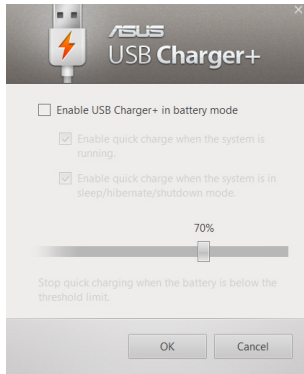 ASUS
USB Charger+
Enable USB Charger+ in battery mode
Enable quick charge when the system is
running.
Enable quick charge when the system is in
sleep/hibernate/shutdown mode.
70%
Stop quick charging when the battery is below the
threshold limit.
OK Cancel